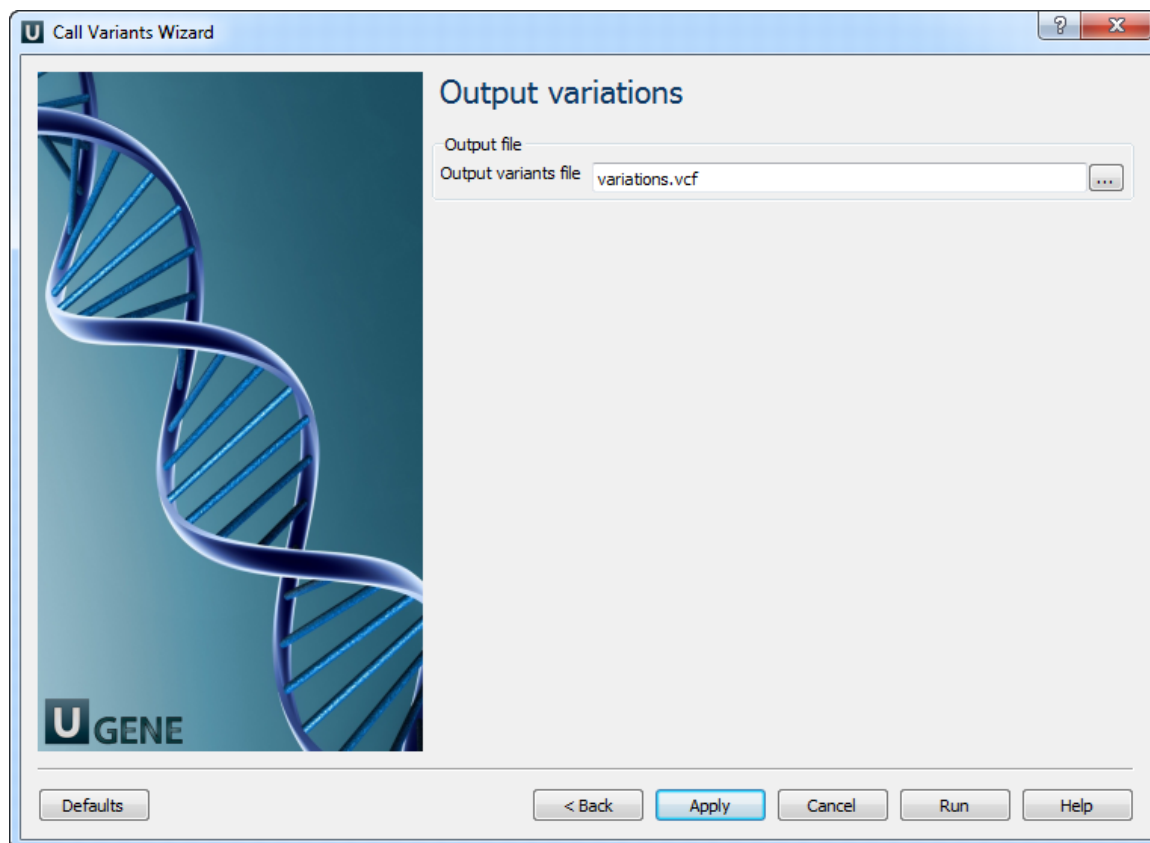 U Call Variants Wizard
Output variations
Output file
Output variants file variations.vcf ...
U GENE
Defaults < Back Apply Cancel Run Help